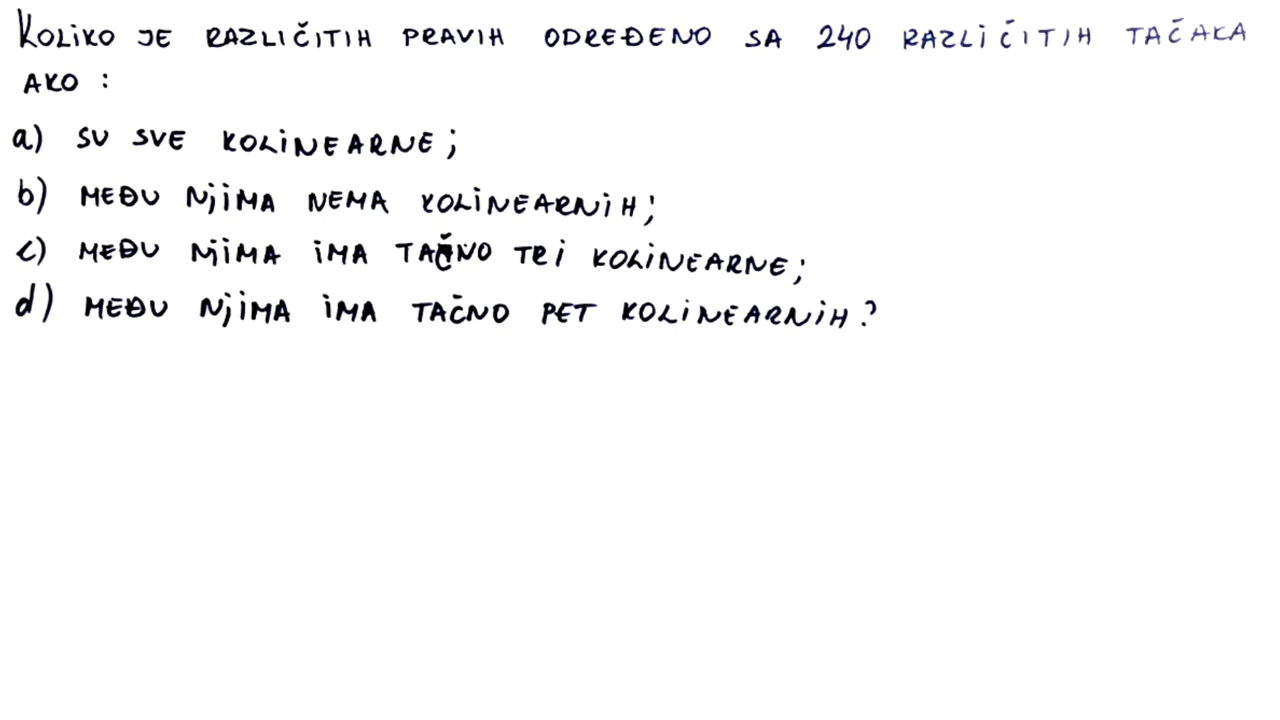 KOLIKO JE RAZLIČITIH PRAVIH ODREĐENO SA 240 RAZLIČITIH TAČAKA
AKO :
a) SU SVE KOLINEARNE;
b) MEĐU NJIMA NEMA KOLINEARNIH;
c) MEĐU NJIMA IMA TAČNO TRI KOLINEARNE;
d) MEĐU NJIMA IMA TAČNO PET KOLINEARNIH?